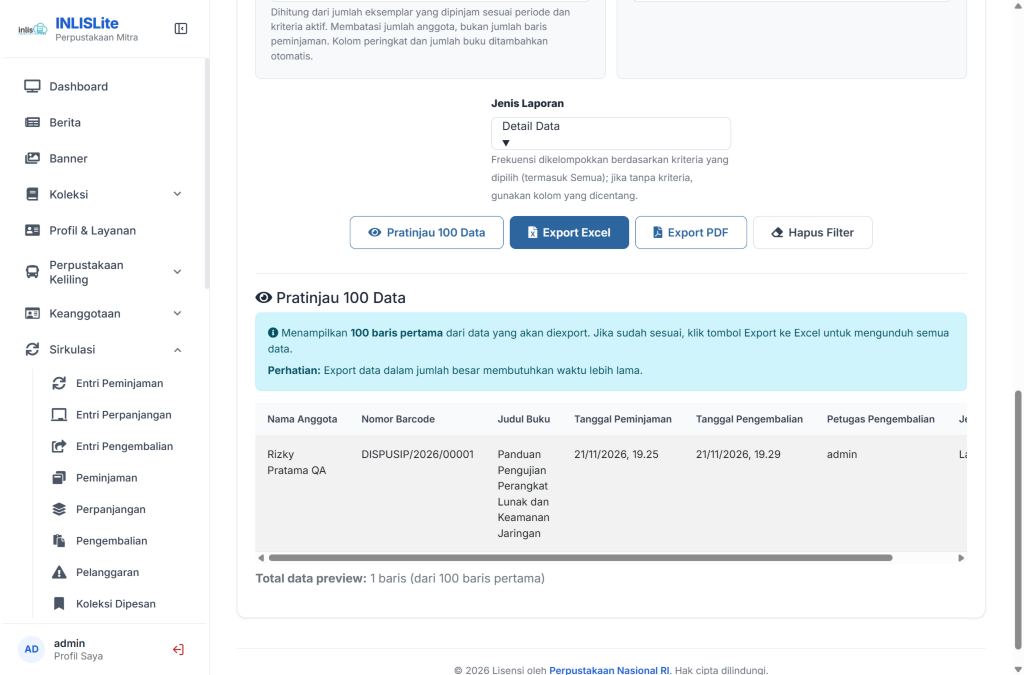 inlis
INLISLite
Perpustakaan Mitra
Dashboard
Berita
Banner
Koleksi
Profil & Layanan
Perpustakaan
Keliling
Keanggotaan
Sirkulasi
Entri Peminjaman
Entri Perpanjangan
Entri Pengembalian
Peminjaman
Perpanjangan
Pengembalian
Pelanggaran
Koleksi Dipesan
AD
admin
Profil Saya
Dihitung dari jumlah eksemplar yang dipinjam sesuai periode dan
kriteria aktif. Membatasi jumlah anggota, bukan jumlah baris
peminjaman. Kolom peringkat dan jumlah buku ditambahkan
otomatis.
Jenis Laporan
Detail Data
Frekuensi dikelompokkan berdasarkan kriteria yang
dipilih (termasuk Semua); jika tanpa kriteria,
gunakan kolom yang dicentang.
Pratinjau 100 Data
Export Excel
Export PDF
Hapus Filter
Pratinjau 100 Data
Menampilkan 100 baris pertama dari data yang akan diexport. Jika sudah sesuai, klik tombol Export ke Excel untuk mengunduh semua
data.
Perhatian: Export data dalam jumlah besar membutuhkan waktu lebih lama.
Nama Anggota Nomor Barcode Judul Buku Tanggal Peminjaman Tanggal Pengembalian Petugas Pengembalian
Rizky DISPUSIP/2026/00001 Panduan 21/11/2026, 19.25 21/11/2026, 19.29 admin
Pratama QA Pengujian
Perangkat
Lunak dan
Keamanan
Jaringan
Total data preview: 1 baris (dari 100 baris pertama)
© 2026 Lisensi oleh Perpustakaan Nasional RI. Hak cipta dilindungi.